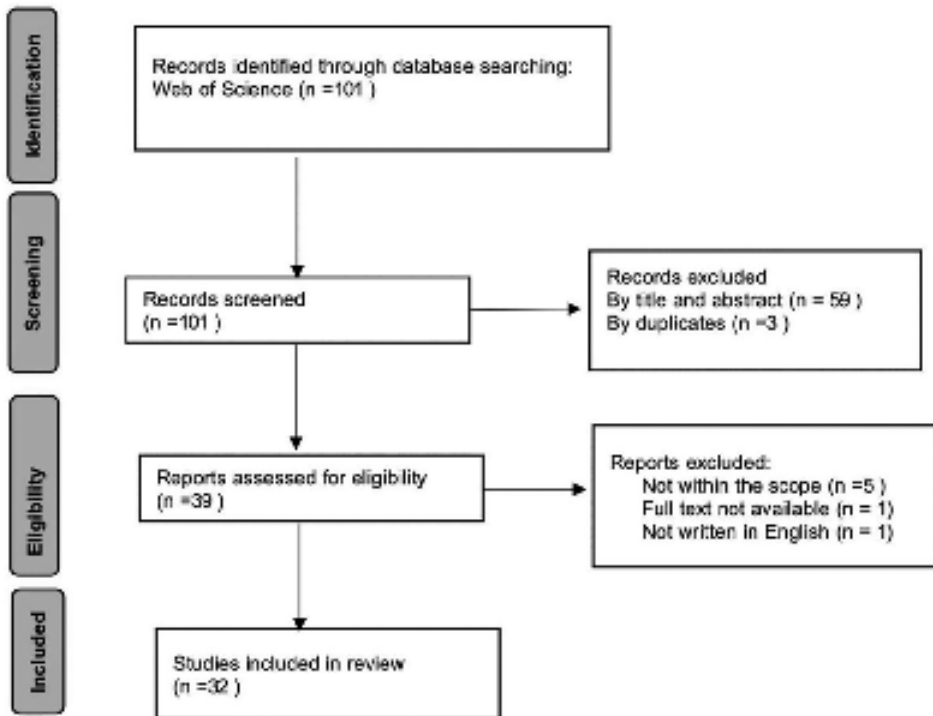 Identification
Records identified through database searching:
Web of Science (n =101 )
Screening
Records screened
(n =101 )
Records excluded
By title and abstract (n = 59 )
By duplicates (n =3 )
Eligibility
Reports assessed for eligibility
(n =39 )
Reports excluded:
Not within the scope (n =5 )
Full text not available (n = 1)
Not written in English (n = 1)
Included
Studies included in review
(n =32 )